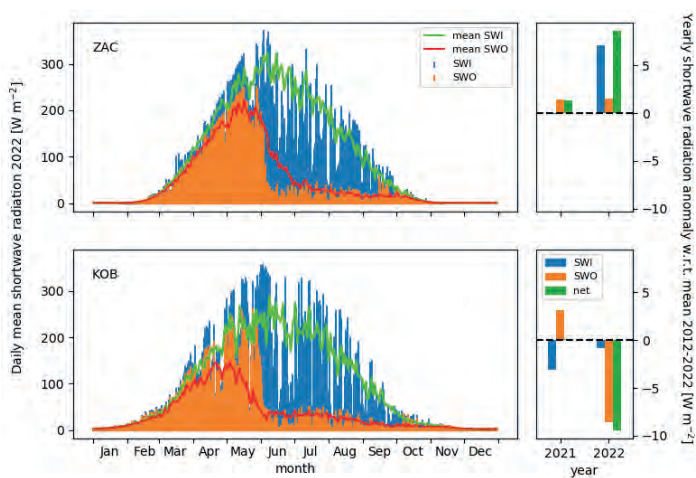 Daily mean shortwave radiation 2022 [W m⁻²]
ZAC
mean SWI
mean SWO
SWI
SWO
300
200
100
0
5
0
−5
−10
Yearly shortwave radiation anomaly w.r.t. mean 2012-2022 [W m⁻²]
KOB
300
200
100
0
Jan Feb Mar Apr May Jun Jul Aug Sep Oct Nov Dec
month
SWI
SWO
net
5
0
−5
−10
2021 2022
year